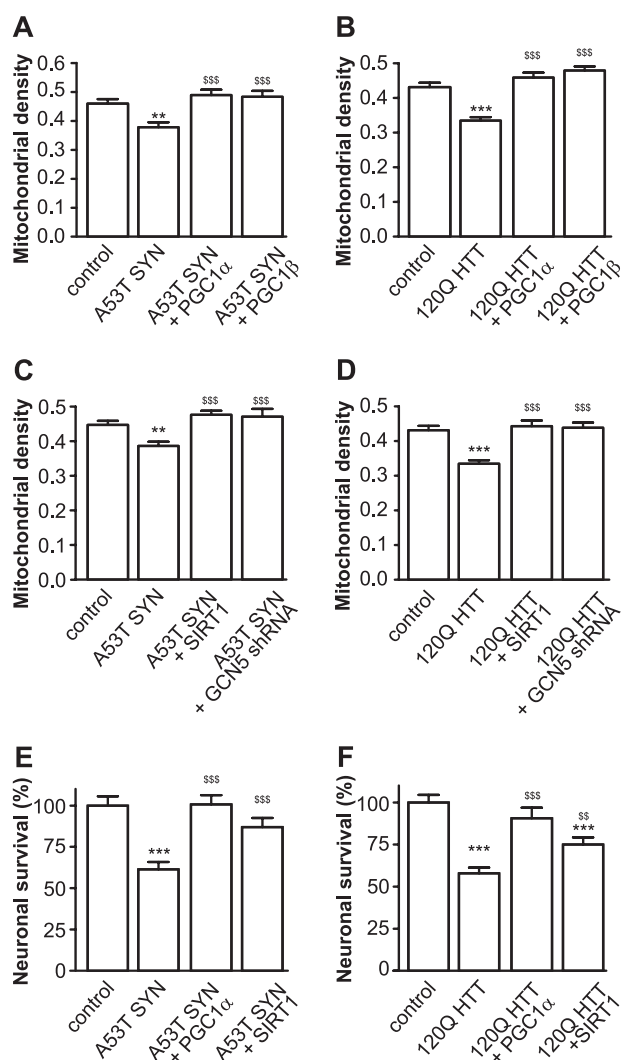 A
Mitochondrial density
0.6
0.5
0.4
0.3
0.2
0.1
0.0
**
$$$
$$$
control
A53T SYN
A53T SYN
+ PGC1α
A53T SYN
+ PGC1β
B
Mitochondrial density
0.5
0.4
0.3
0.2
0.1
0.0
***
$$$
$$$
control
120Q HTT
120Q HTT
+ PGC1α
120Q HTT
+ PGC1β
C
Mitochondrial density
0.5
0.4
0.3
0.2
0.1
0.0
**
$$$
$$$
control
A53T SYN
A53T SYN
+ SIRT1
A53T SYN
+ GCN5 shRNA
D
Mitochondrial density
0.5
0.4
0.3
0.2
0.1
0.0
***
$$$
$$$
control
120Q HTT
120Q HTT
+ SIRT1
120Q HTT
+ GCN5 shRNA
E
Neuronal survival (%)
100
75
50
25
0
***
$$$
$$$
control
A53T SYN
A53T SYN
+ PGC1α
A53T SYN
+SIRT1
F
Neuronal survival (%)
100
75
50
25
0
***
$$$
$$
***
control
120Q HTT
120Q HTT
+ PGC1α
120Q HTT
+SIRT1